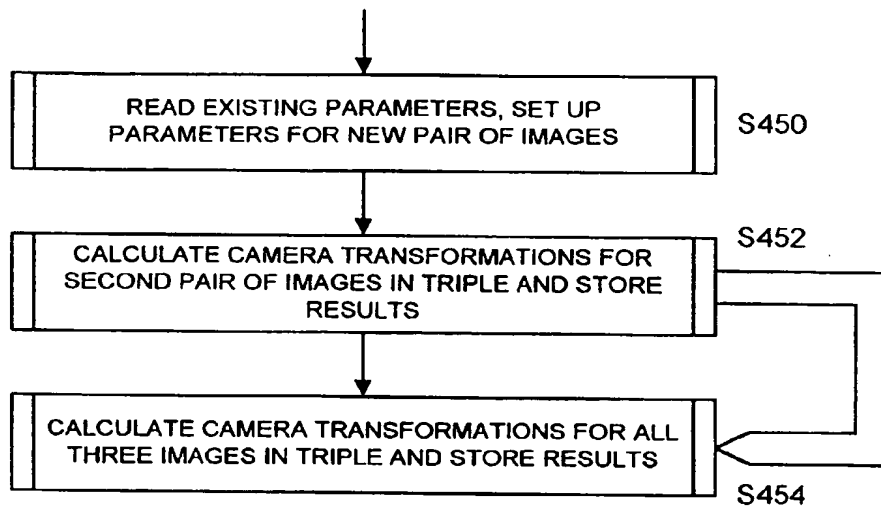 READ EXISTING PARAMETERS, SET UP
PARAMETERS FOR NEW PAIR OF IMAGES
S450
S452
CALCULATE CAMERA TRANSFORMATIONS FOR
SECOND PAIR OF IMAGES IN TRIPLE AND STORE
RESULTS
CALCULATE CAMERA TRANSFORMATIONS FOR ALL
THREE IMAGES IN TRIPLE AND STORE RESULTS
S454